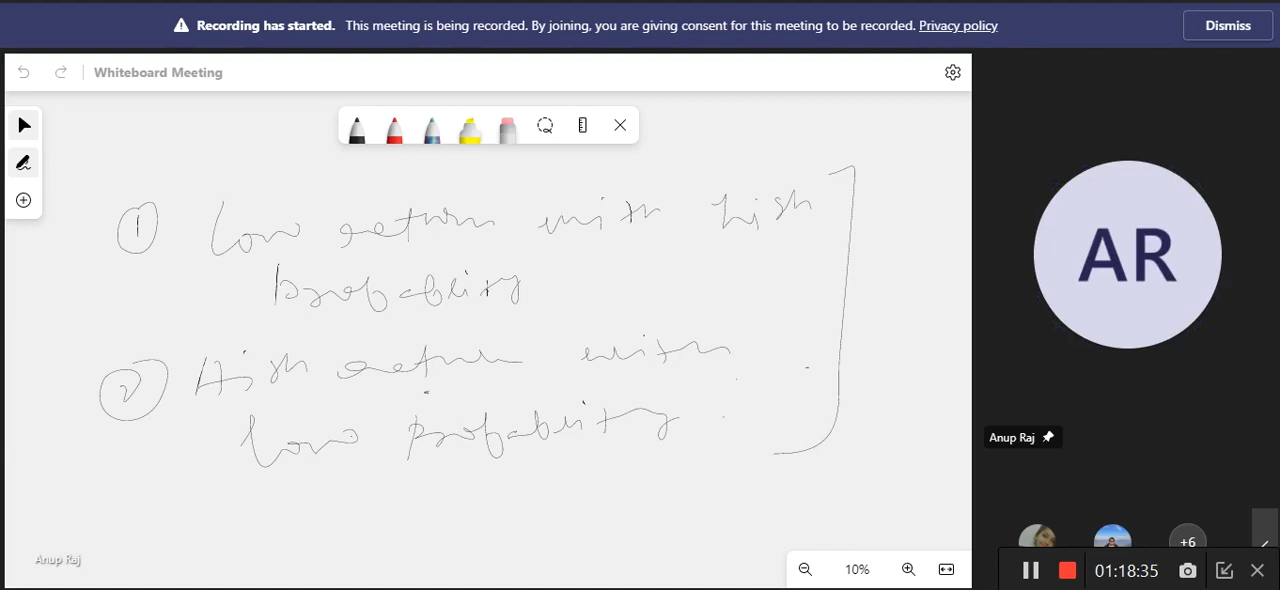 Recording has started. This meeting is being recorded. By joining, you are giving consent for this meeting to be recorded. Privacy policy Dismiss
Whiteboard Meeting
① Low return with high
probablity
② High return with
low probablity
AR
Anup Raj
+6
Anup Raj
10%
01:18:35